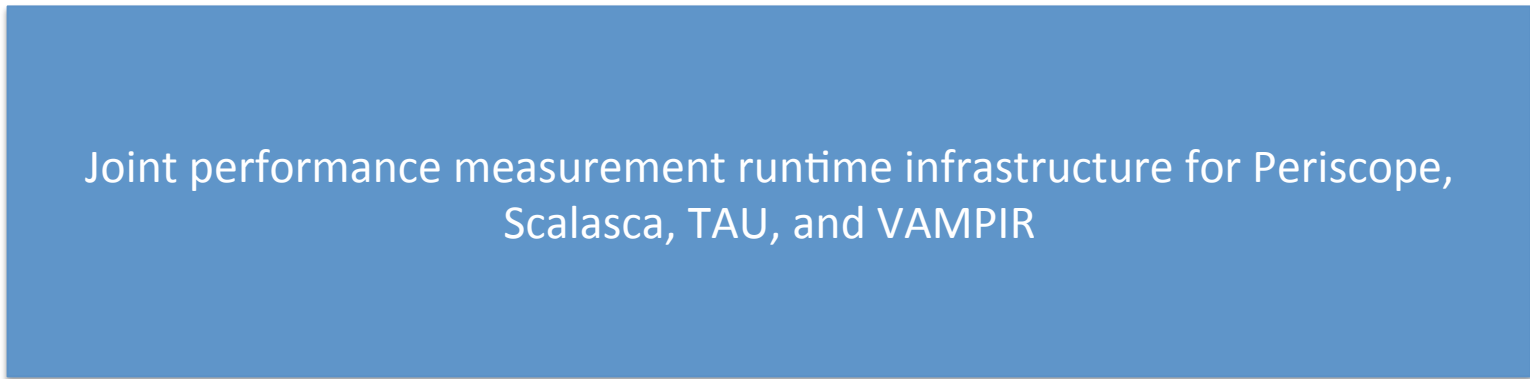 Joint performance measurement runtime infrastructure for Periscope,
Scalasca, TAU, and VAMPIR